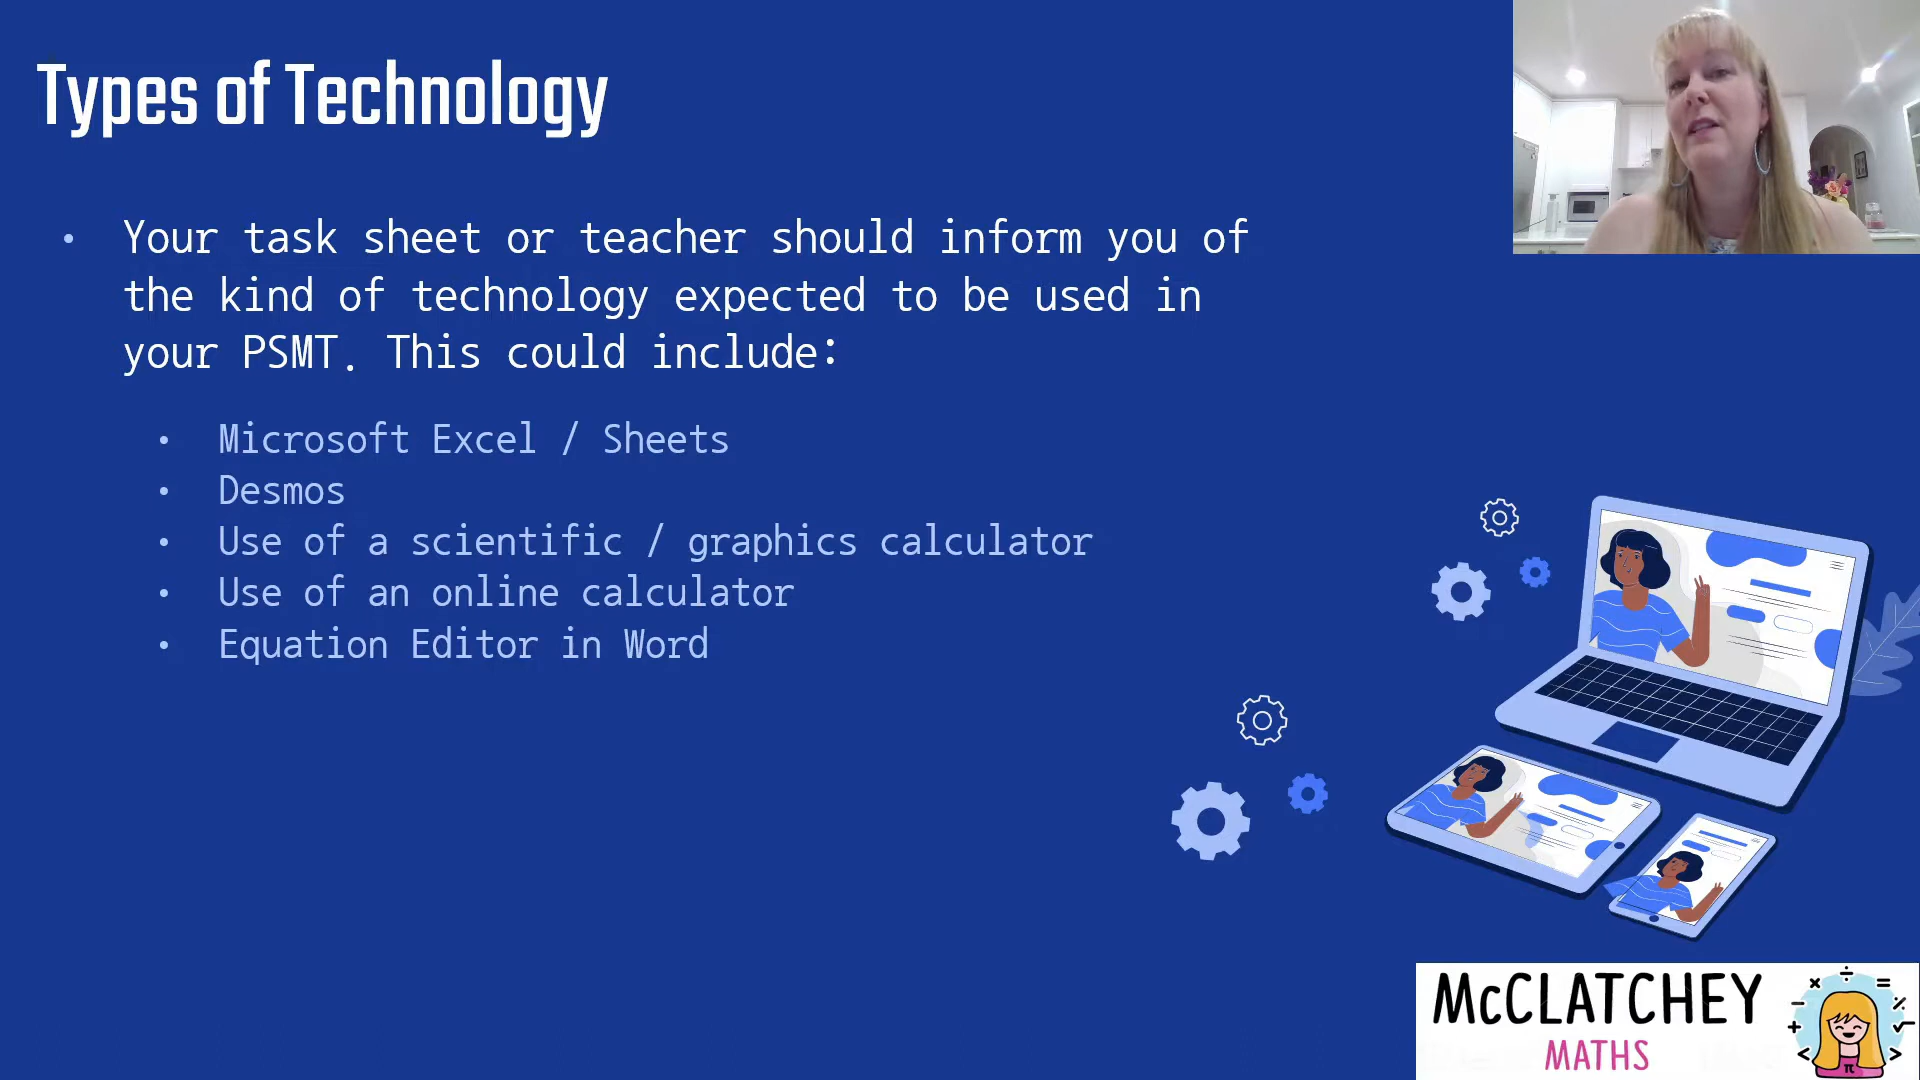 Types of Technology
• Your task sheet or teacher should inform you of
the kind of technology expected to be used in
your PSMT. This could include:
• Microsoft Excel / Sheets
• Desmos
• Use of a scientific / graphics calculator
• Use of an online calculator
• Equation Editor in Word
McCLATCHEY
MATHS